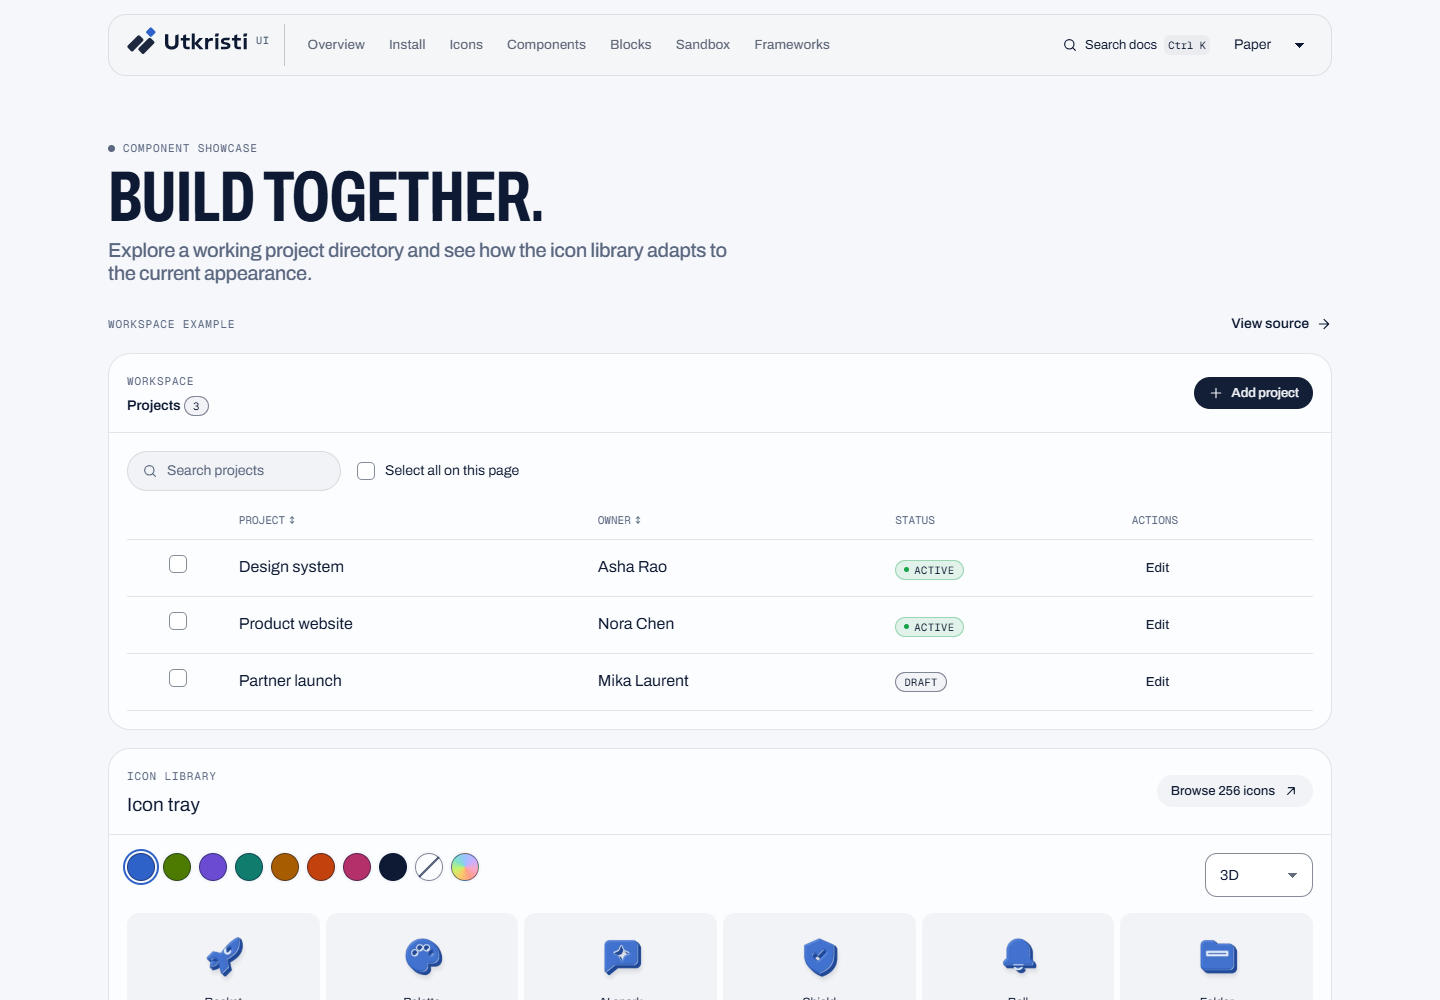 Utkristi UI
Overview
Install
Icons
Components
Blocks
Sandbox
Frameworks
Search docs
Ctrl K
Paper
COMPONENT SHOWCASE
BUILD TOGETHER.
Explore a working project directory and see how the icon library adapts to
the current appearance.
WORKSPACE EXAMPLE
View source
WORKSPACE
Projects 3
Add project
Search projects
Select all on this page
PROJECT
OWNER
STATUS
ACTIONS
Design system
Asha Rao
ACTIVE
Edit
Product website
Nora Chen
ACTIVE
Edit
Partner launch
Mika Laurent
DRAFT
Edit
ICON LIBRARY
Icon tray
Browse 256 icons
3D